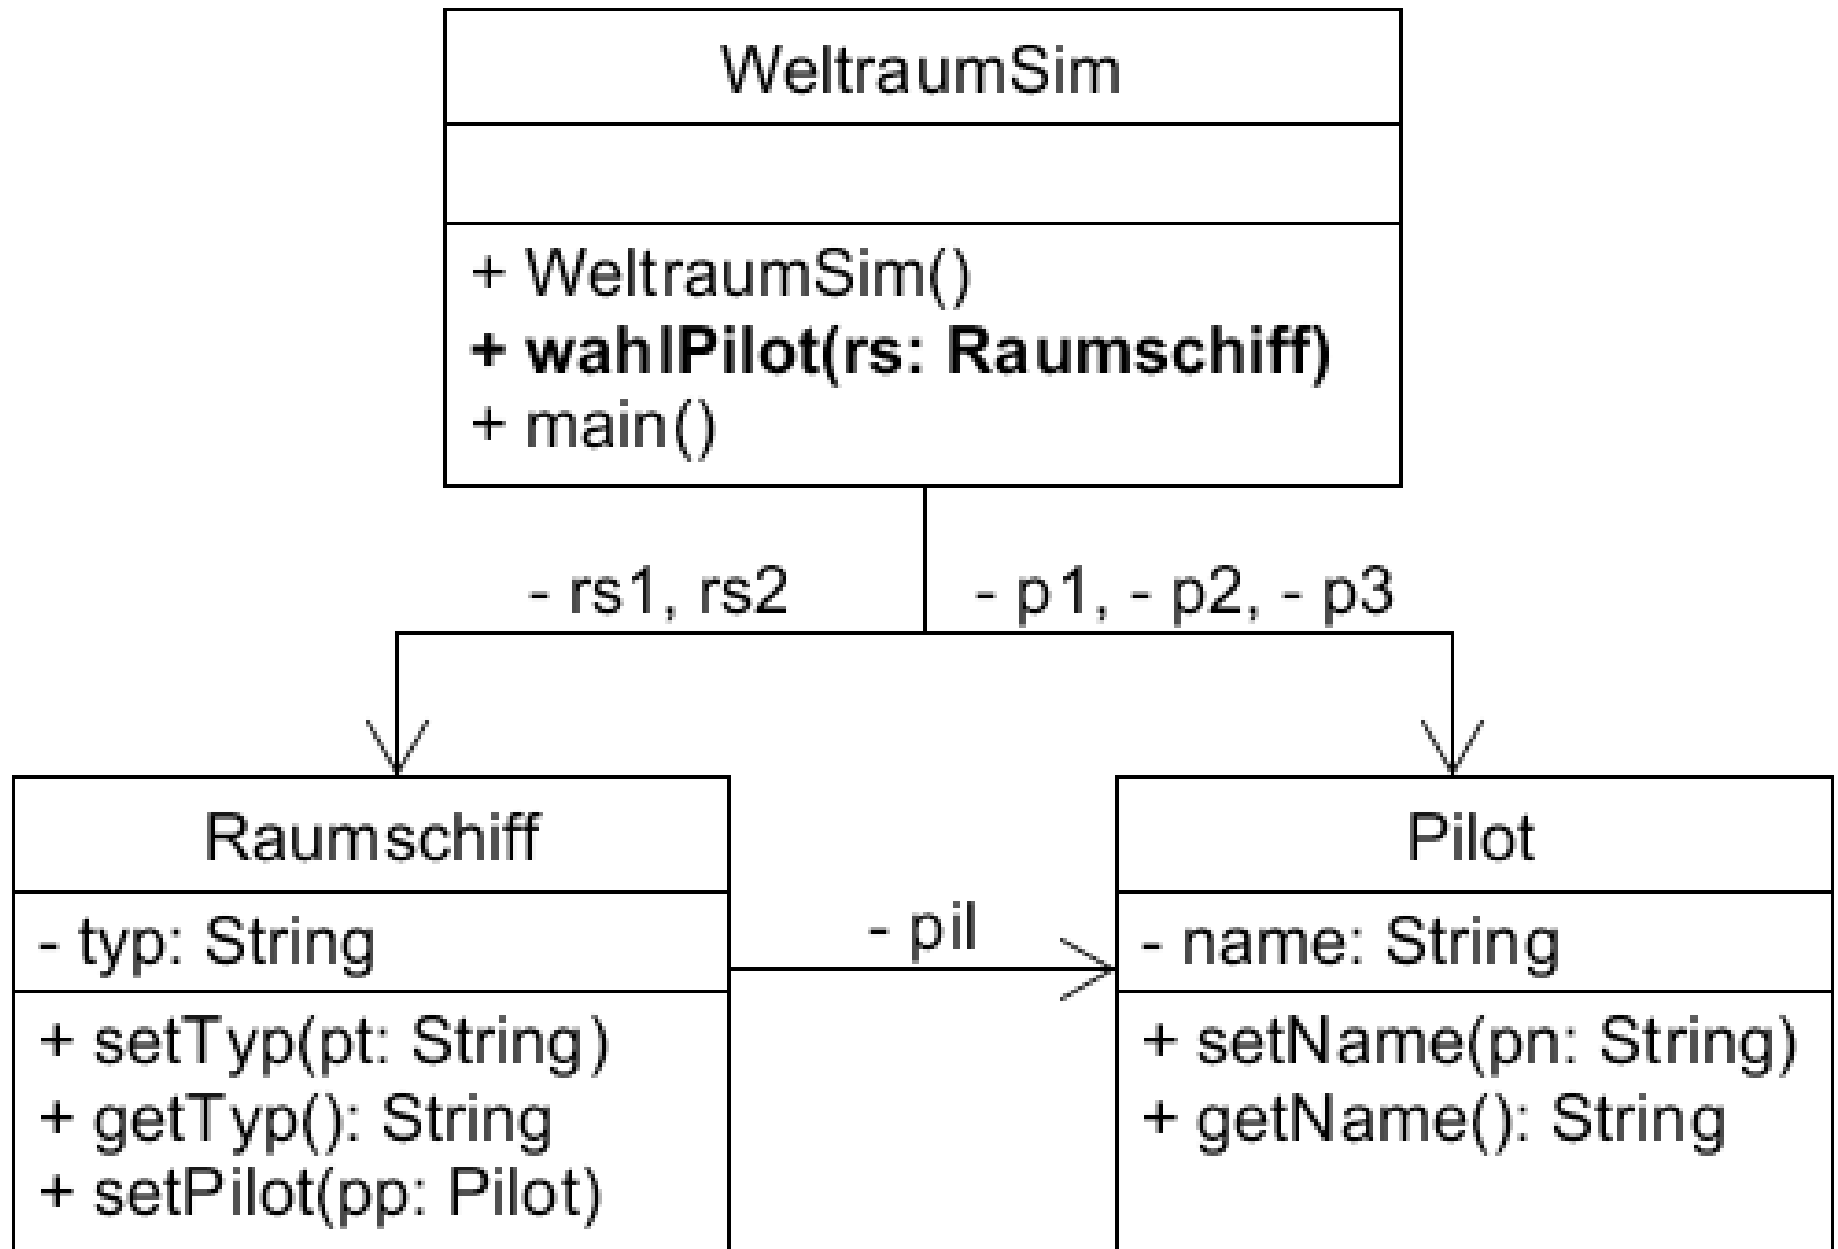 WeltraumSim
+ WeltraumSim()
+ wahlPilot(rs: Raumschiff)
+ main()
- rs1, rs2
- p1, - p2, - p3
Raumschiff
- typ: String
+ setTyp(pt: String)
+ getTyp(): String
+ setPilot(pp: Pilot)
- pil
Pilot
- name: String
+ setName(pn: String)
+ getName(): String